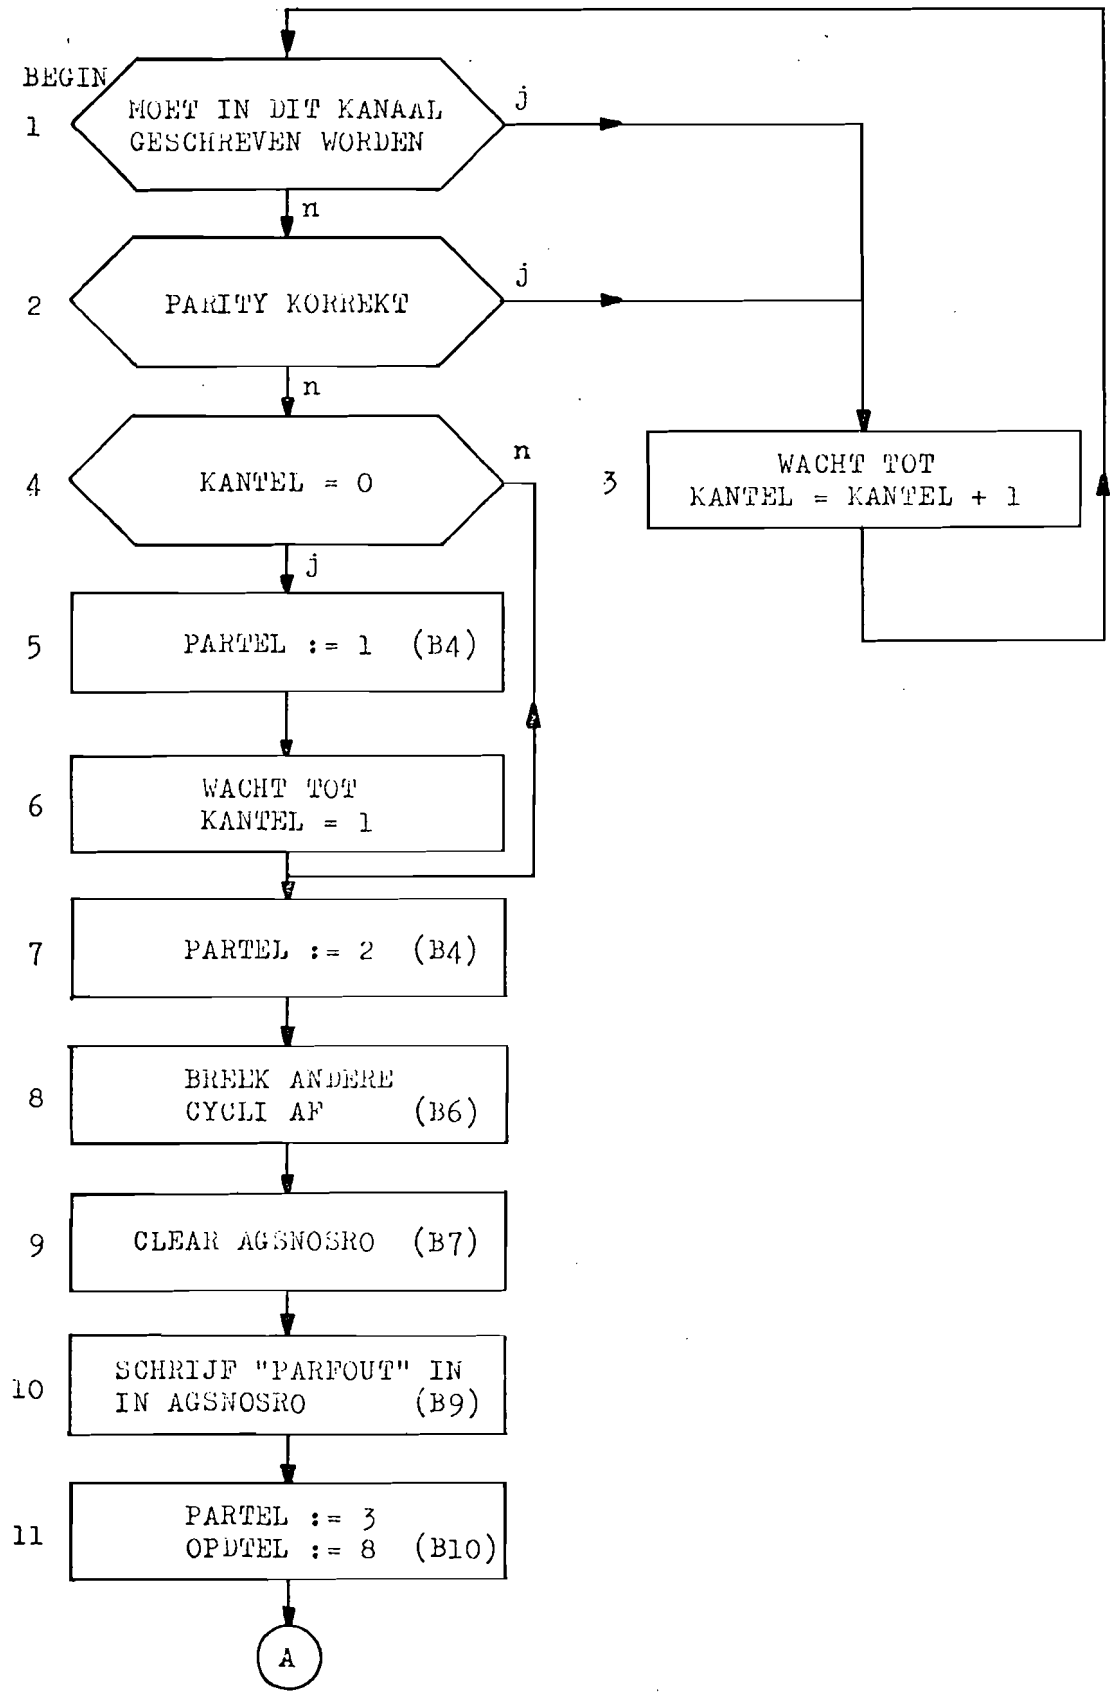 BEGIN
1
MOET IN DIT KANAAL
GESCHREVEN WORDEN
j
n
2
PARITY KORREKT
j
n
3
WACHT TOT
KANTEL = KANTEL + 1
4
KANTEL = 0
n
j
5
PARTEL := 1 (B4)
6
WACHT TOT
KANTEL = 1
7
PARTEL := 2 (B4)
8
BREEK ANDERE
CYCLI AF (B6)
9
CLEAR AGSNOSRO (B7)
10
SCHRIJF "PARFOUT" IN
IN AGSNOSRO (B9)
11
PARTEL := 3
OPDTEL := 8 (B10)
A